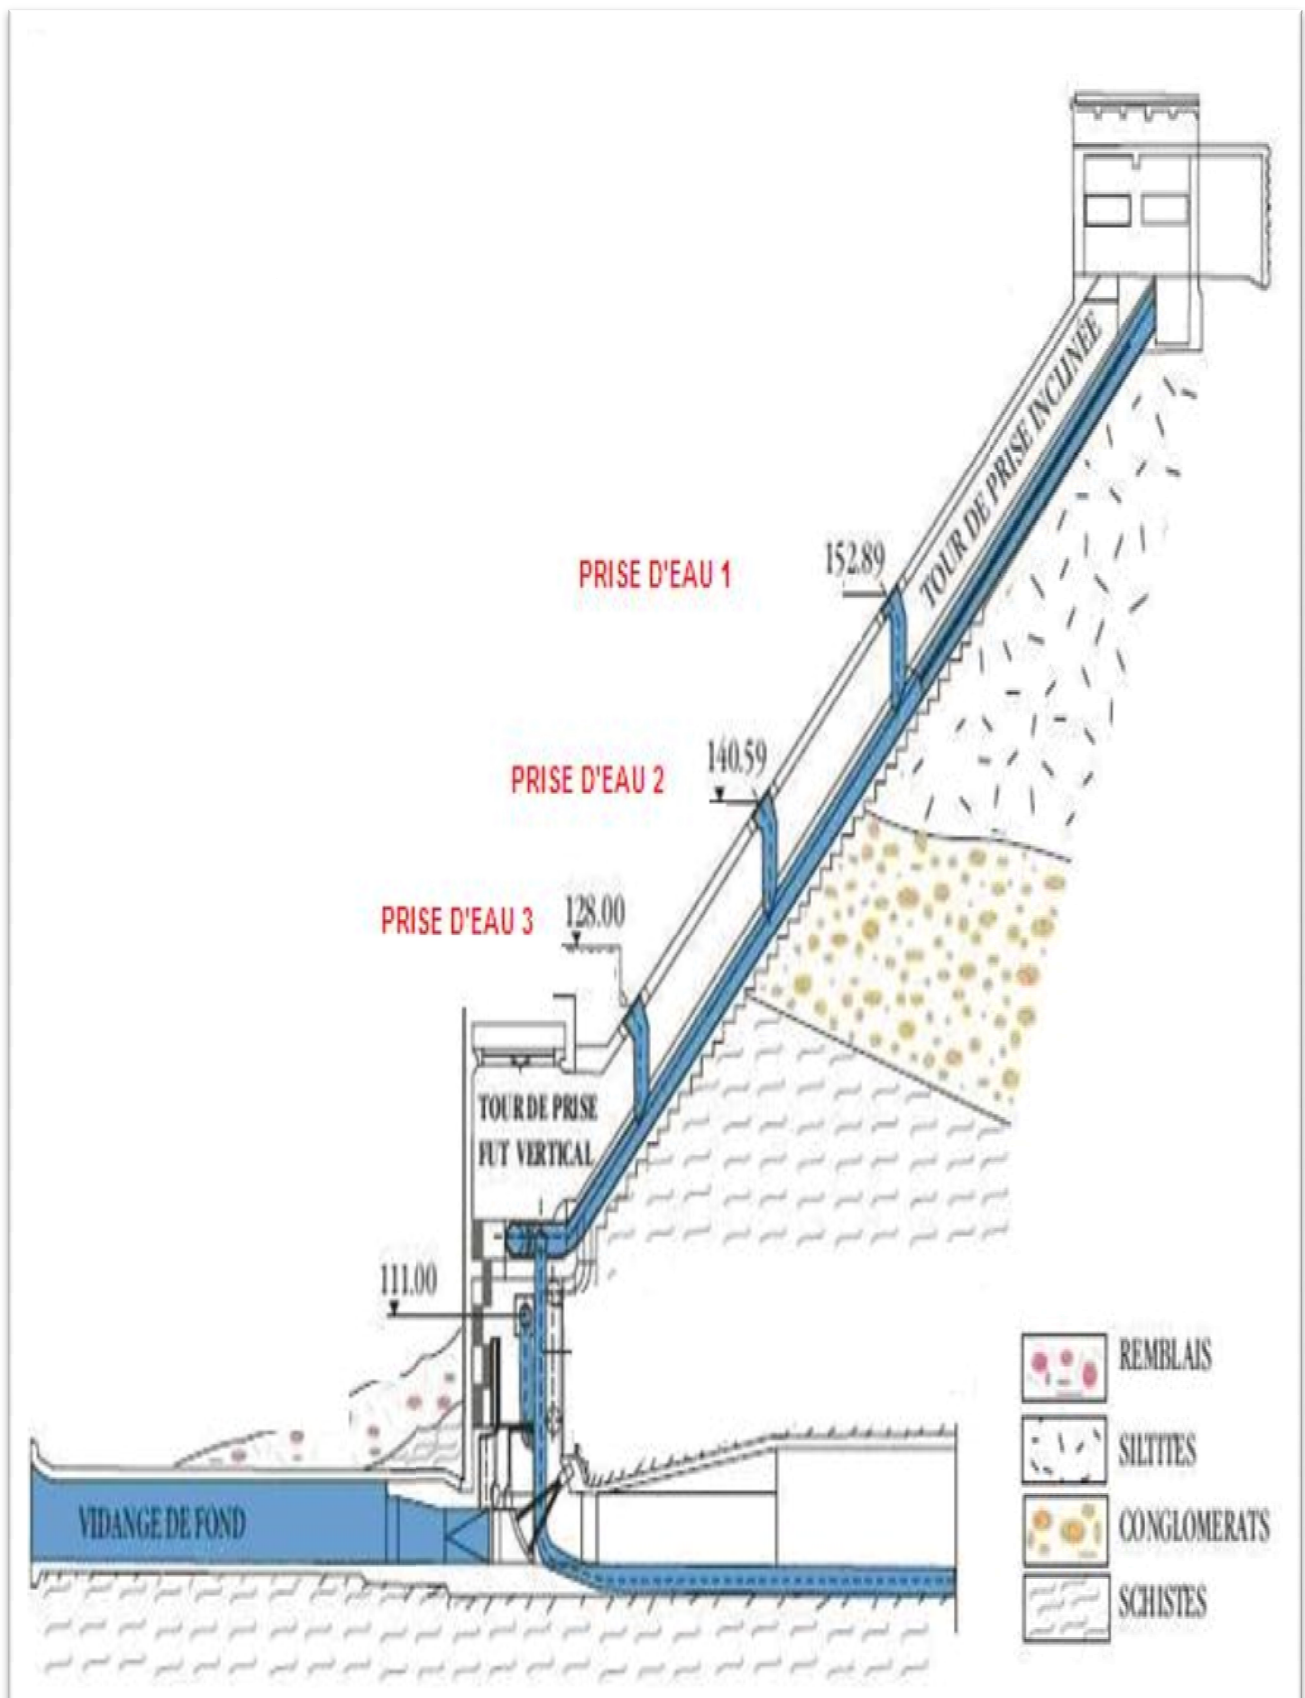 TOUR DE PRISE INCLINÉE
152.89
PRISE D'EAU 1
140.59
PRISE D'EAU 2
128.00
PRISE D'EAU 3
TOUR DE PRISE
FUT VERTICAL
111.00
REMBLAIS
SILTITES
CONGLOMERATS
SCHISTES
VIDANGE DE FOND